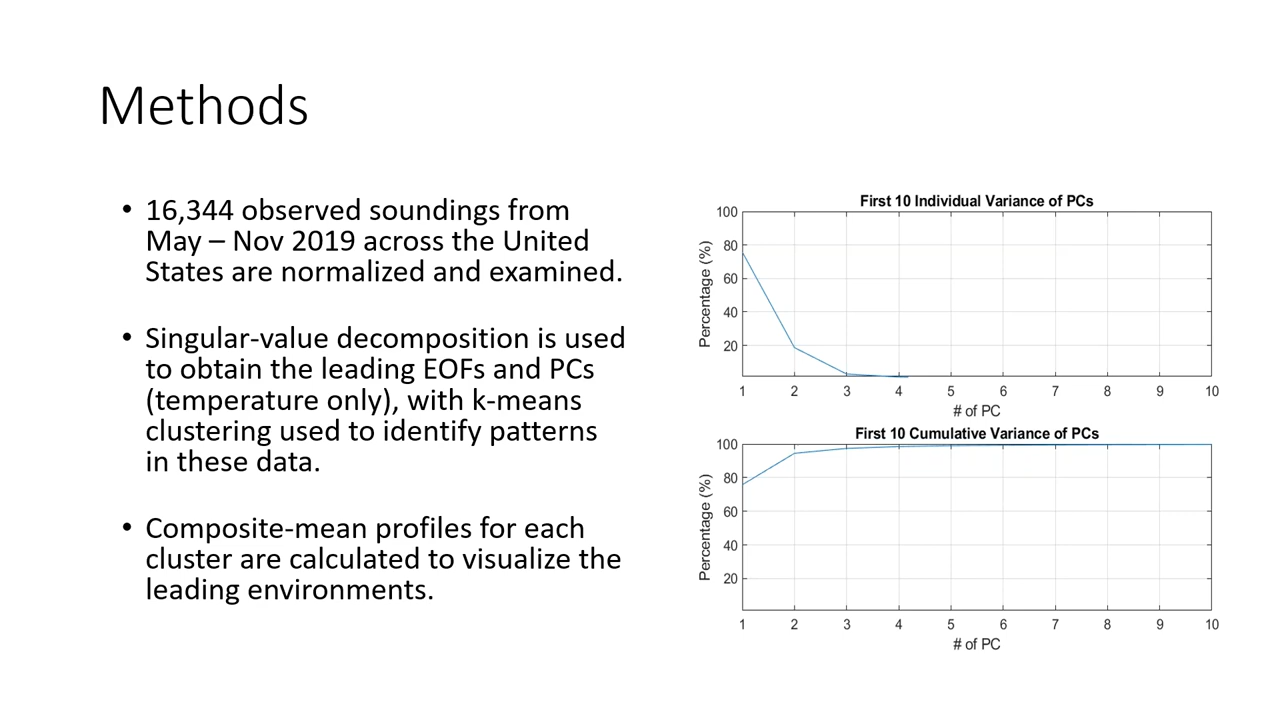 Methods
• 16,344 observed soundings from
May – Nov 2019 across the United
States are normalized and examined.
• Singular-value decomposition is used
to obtain the leading EOFs and PCs
(temperature only), with k-means
clustering used to identify patterns
in these data.
• Composite-mean profiles for each
cluster are calculated to visualize the
leading environments.
First 10 Individual Variance of PCs
Percentage (%)
100
80
60
40
20
1 2 3 4 5 6 7 8 9 10
# of PC
First 10 Cumulative Variance of PCs
Percentage (%)
100
80
60
40
20
1 2 3 4 5 6 7 8 9 10
# of PC